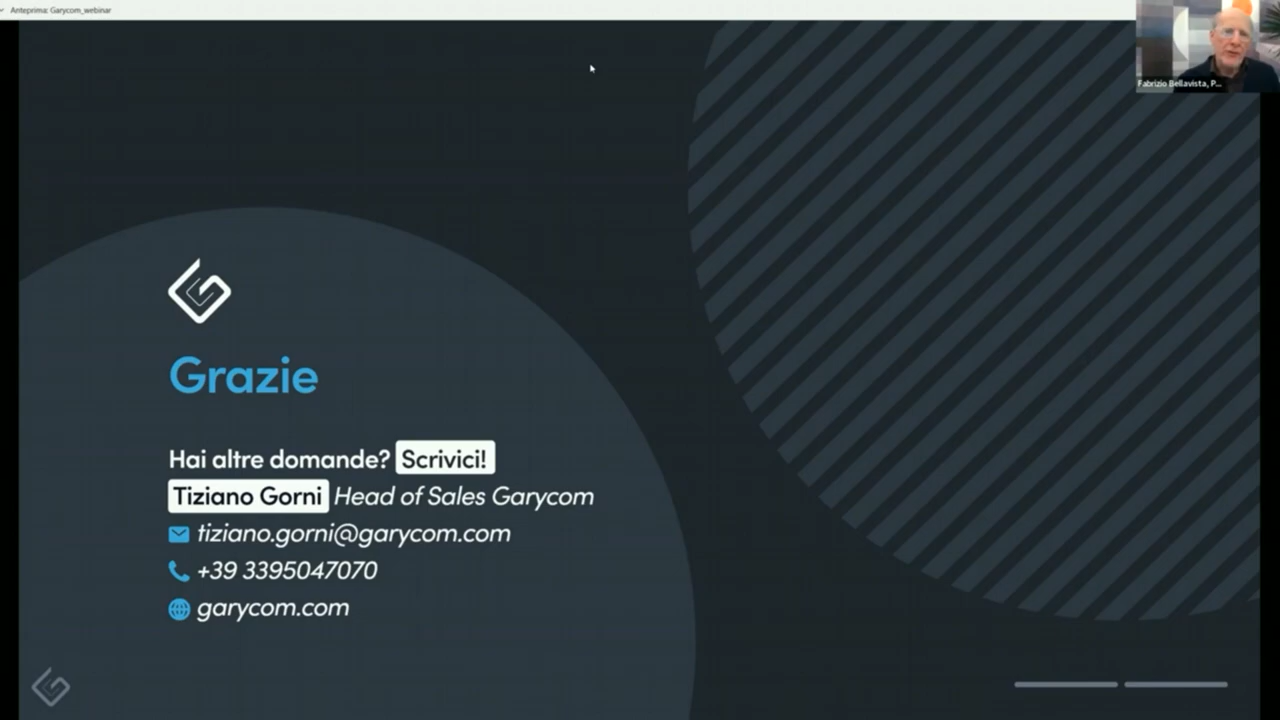 Anteprima: Garycom_webinar
Fabrizio Bellavista, P...
Grazie
Hai altre domande? Scrivici!
Tiziano Gorni Head of Sales Garycom
tiziano.gorni@garycom.com
+39 3395047070
garycom.com